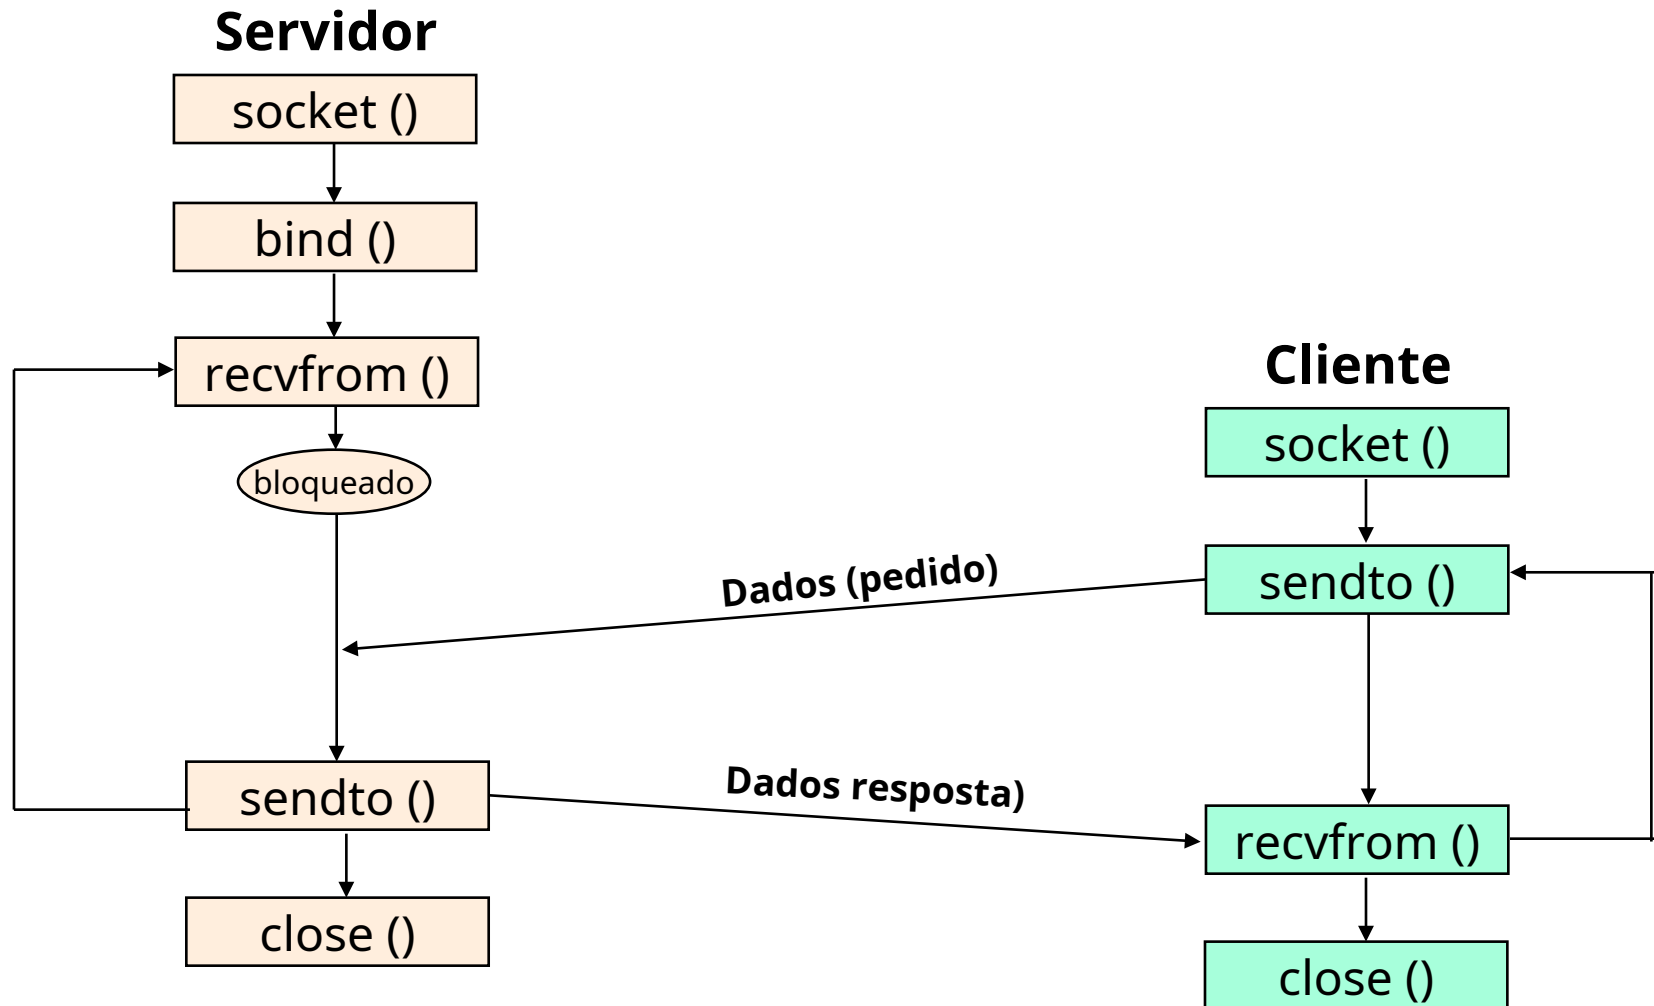 Servidor
socket ()
bind ()
recvfrom ()
bloqueado
sendto ()
close ()
Cliente
socket ()
sendto ()
recvfrom ()
close ()
Dados (pedido)
Dados resposta)